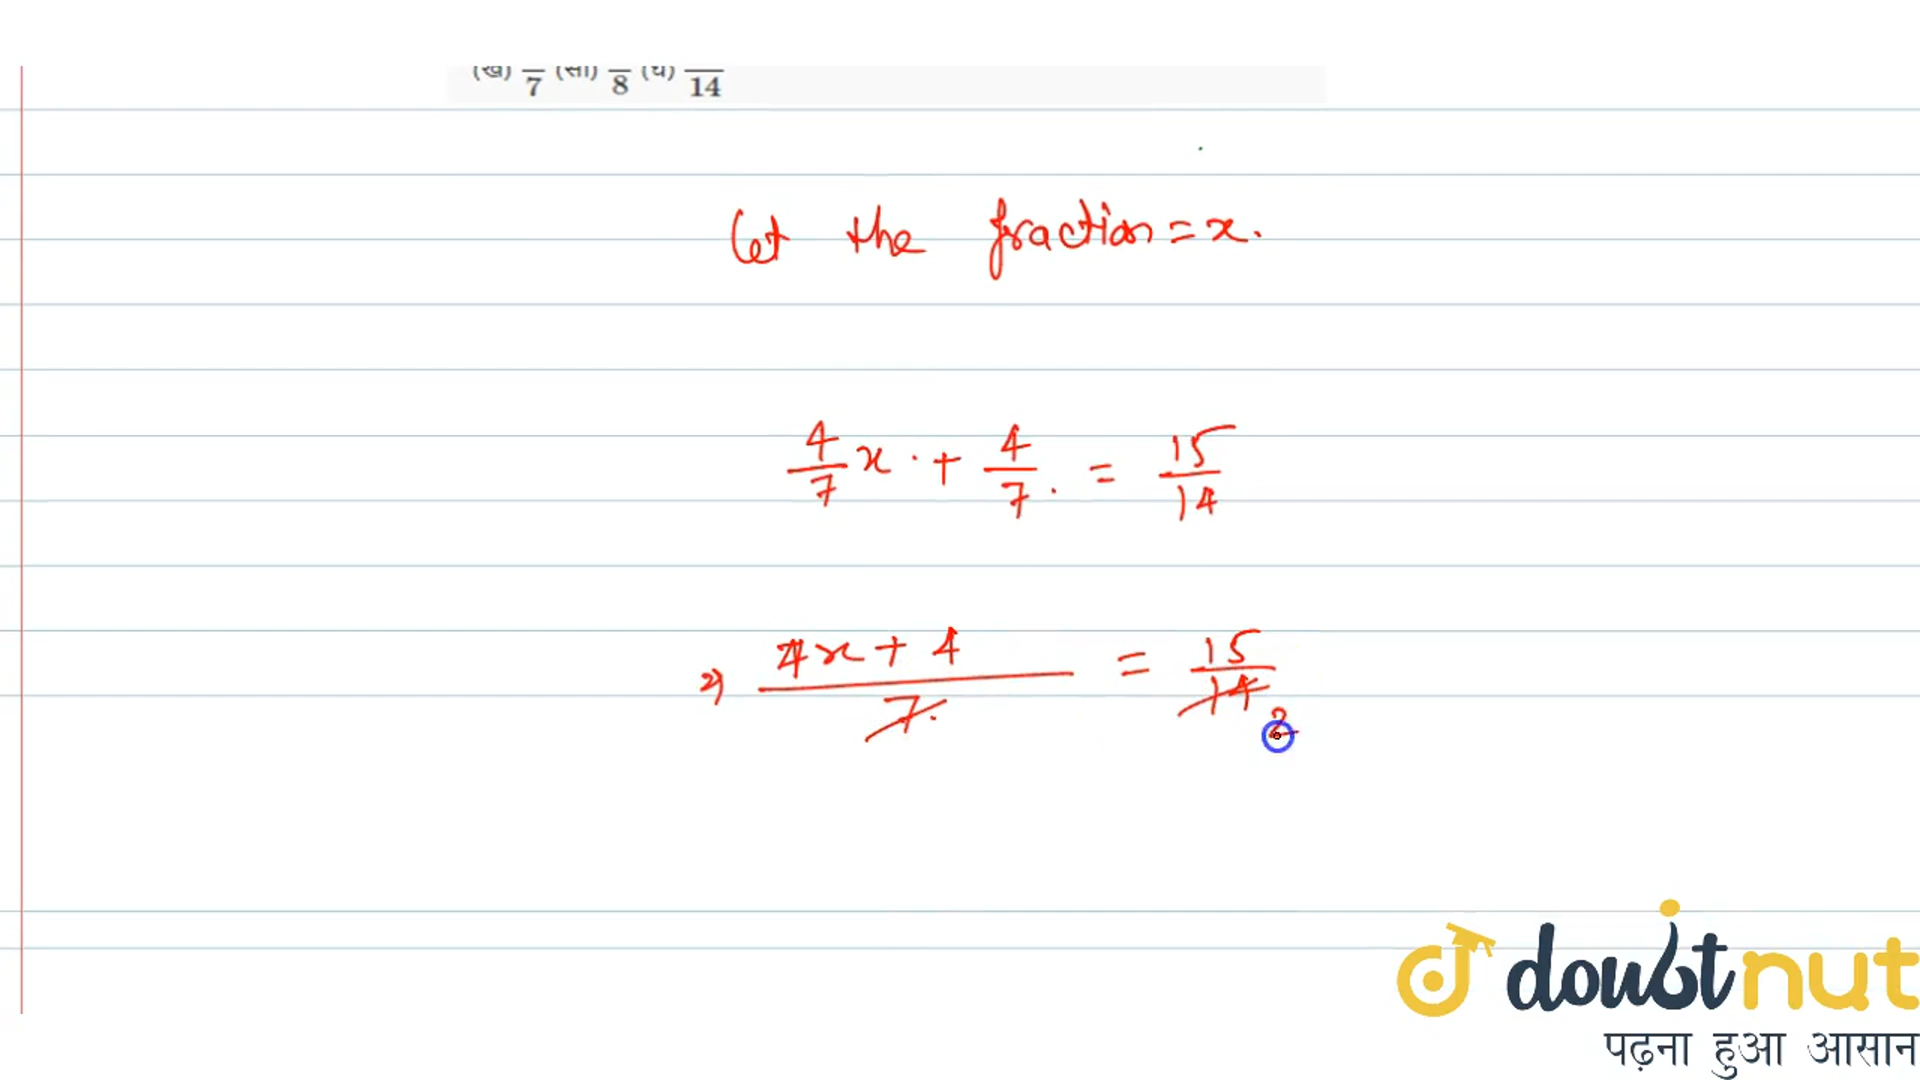 (ख) — 7 (सी) — 8 (घ) — 14
Let the fraction = x.
4/7 x + 4/7 = 15/14
⇒ 4x + 4 / 7 = 15 / 14 2
doubtnut
पढ़ना हुआ आसान